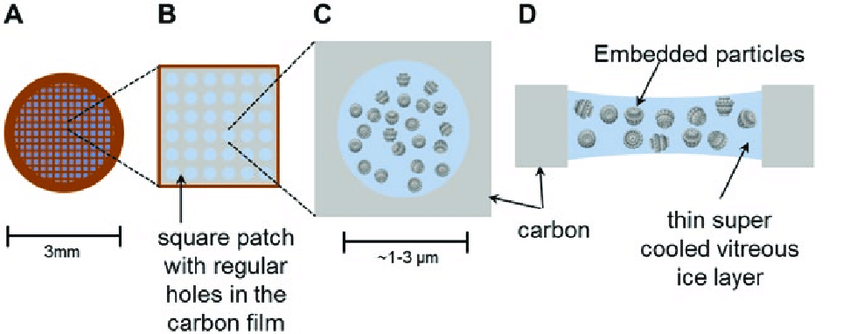 A
B
C
D
Embedded particles
3mm
square patch
with regular
holes in the
carbon film
~1-3 µm
carbon
thin super
cooled vitreous
ice layer